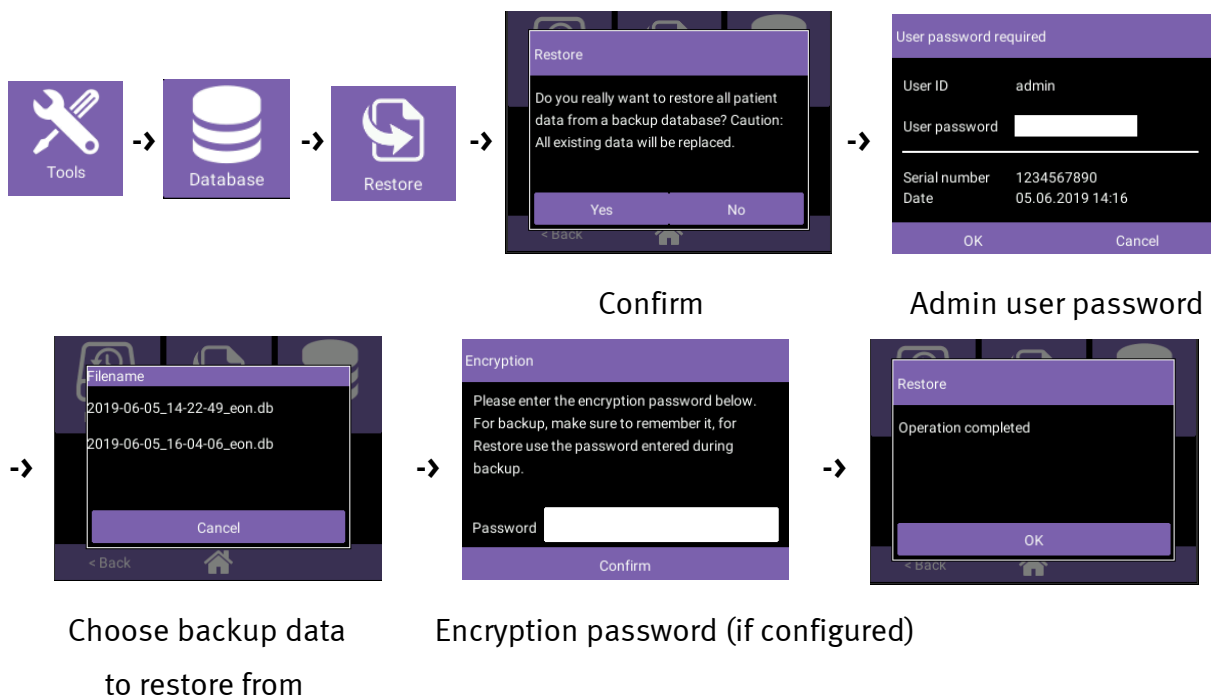 Tools
->
Database
->
Restore
->
Restore
Do you really want to restore all patient
data from a backup database? Caution:
All existing data will be replaced.
Yes No
< Back
->
User password required
User ID admin
User password
Serial number 1234567890
Date 05.06.2019 14:16
OK Cancel
Confirm
Admin user password
->
Filename
2019-06-05_14-22-49_eon.db
2019-06-05_16-04-06_eon.db
Cancel
< Back
->
Encryption
Please enter the encryption password below.
For backup, make sure to remember it, for
Restore use the password entered during
backup.
Password
Confirm
->
Restore
Operation completed
OK
< Back
Choose backup data
to restore from
Encryption password (if configured)